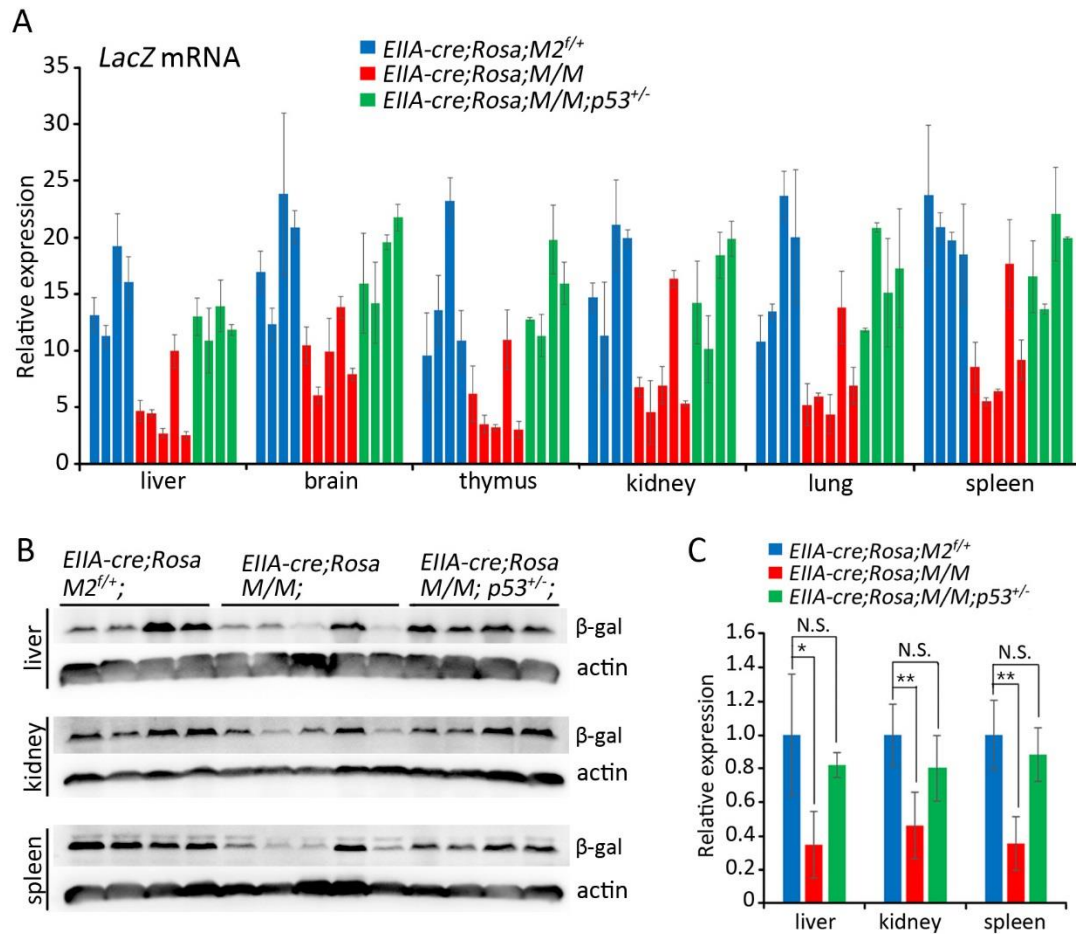 A
LacZ mRNA
EIIA-cre;Rosa;M2f/+
EIIA-cre;Rosa;M/M
EIIA-cre;Rosa;M/M;p53+/-
Relative expression
35
30
25
20
15
10
5
0
liver brain thymus kidney lung spleen
B
EIIA-cre;Rosa EIIA-cre;Rosa EIIA-cre;Rosa
M2f/+; M/M; M/M; p53+/-;
liver
β-gal
actin
kidney
β-gal
actin
spleen
β-gal
actin
C
EIIA-cre;Rosa;M2f/+
EIIA-cre;Rosa;M/M
EIIA-cre;Rosa;M/M;p53+/-
Relative expression
1.6
1.4
1.2
1.0
0.8
0.6
0.4
0.2
0
N.S. N.S. N.S.
* ** **
liver kidney spleen